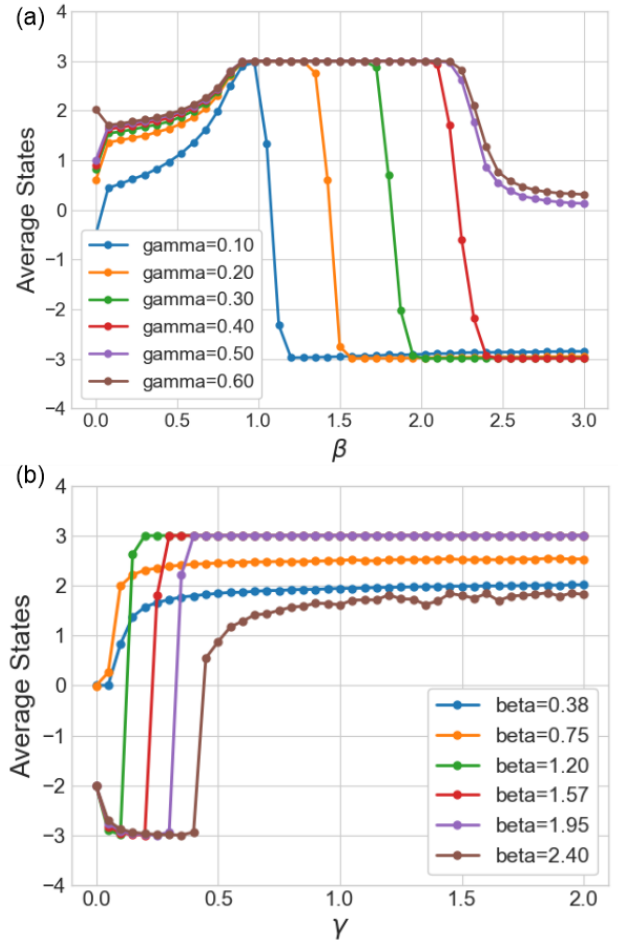 (a)
4
3
2
1
0
−1
−2
−3
−4
Average States
gamma=0.10
gamma=0.20
gamma=0.30
gamma=0.40
gamma=0.50
gamma=0.60
0.0 0.5 1.0 1.5 2.0 2.5 3.0
β
(b)
4
3
2
1
0
−1
−2
−3
−4
Average States
beta=0.38
beta=0.75
beta=1.20
beta=1.57
beta=1.95
beta=2.40
0.0 0.5 1.0 1.5 2.0
γ